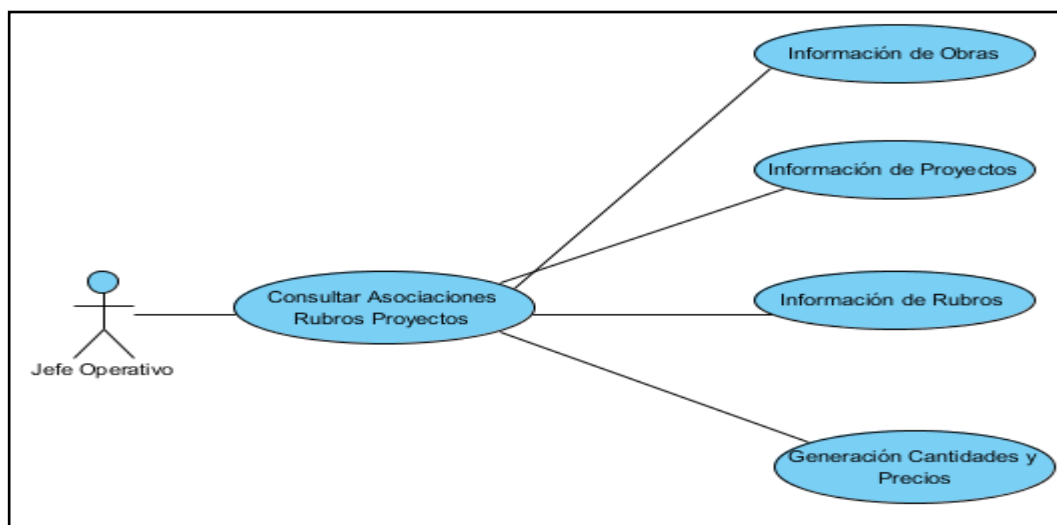 Información de Obras
Información de Proyectos
Consultar Asociaciones
Rubros Proyectos
Información de Rubros
Jefe Operativo
Generación Cantidades y
Precios